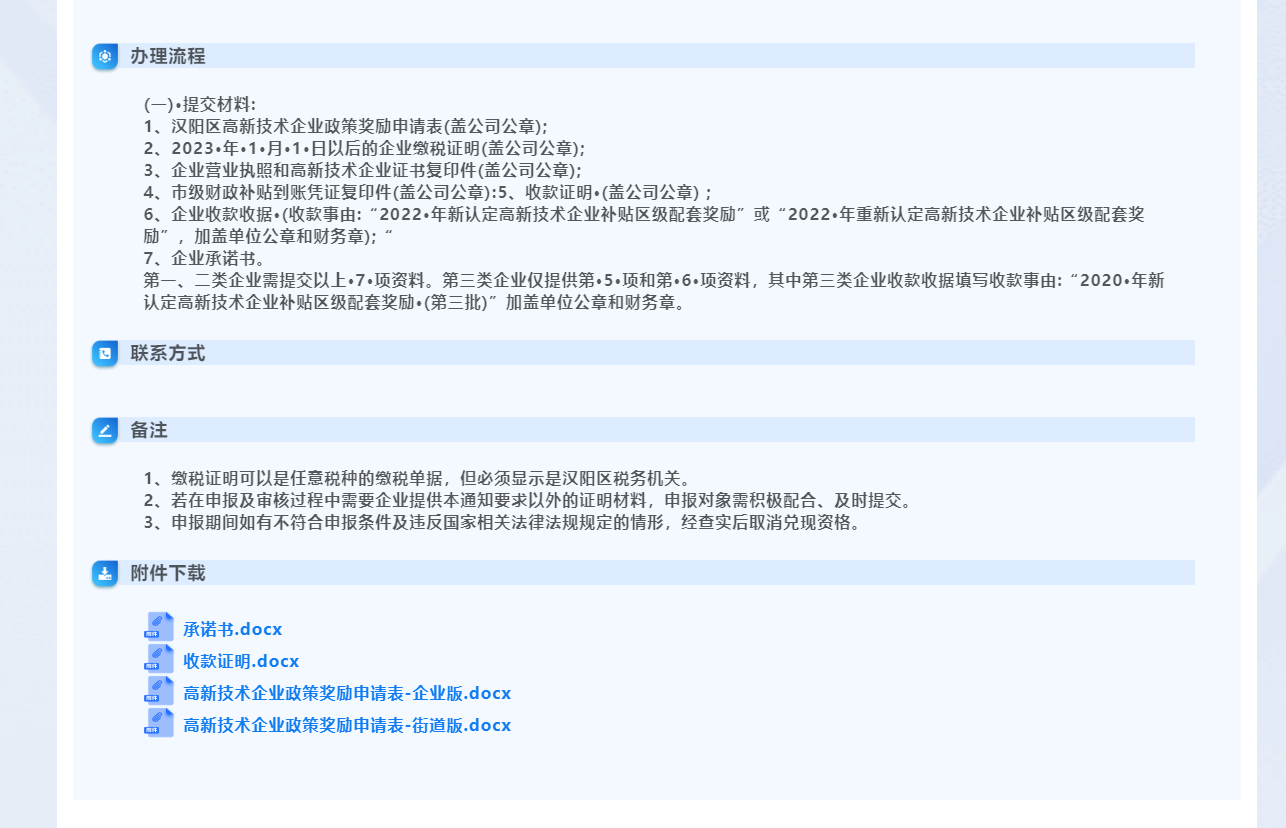 办理流程
(一)•提交材料:
1、汉阳区高新技术企业政策奖励申请表(盖公司公章);
2、2023•年•1•月•1•日以后的企业缴税证明(盖公司公章);
3、企业营业执照和高新技术企业证书复印件(盖公司公章);
4、市级财政补贴到账凭证复印件(盖公司公章):5、收款证明•(盖公司公章) ;
6、企业收款收据•(收款事由:“2022•年新认定高新技术企业补贴区级配套奖励”或“2022•年重新认定高新技术企业补贴区级配套奖
励”, 加盖单位公章和财务章);“
7、企业承诺书。
第一、二类企业需提交以上•7•项资料。第三类企业仅提供第•5•项和第•6•项资料，其中第三类企业收款收据填写收款事由:“2020•年新
认定高新技术企业补贴区级配套奖励•(第三批)”加盖单位公章和财务章。
联系方式
备注
1、缴税证明可以是任意税种的缴税单据，但必须显示是汉阳区税务机关。
2、若在申报及审核过程中需要企业提供本通知要求以外的证明材料，申报对象需积极配合、及时提交。
3、申报期间如有不符合申报条件及违反国家相关法律法规规定的情形，经查实后取消兑现资格。
附件下载
附件 承诺书.docx
附件 收款证明.docx
附件 高新技术企业政策奖励申请表-企业版.docx
附件 高新技术企业政策奖励申请表-街道版.docx